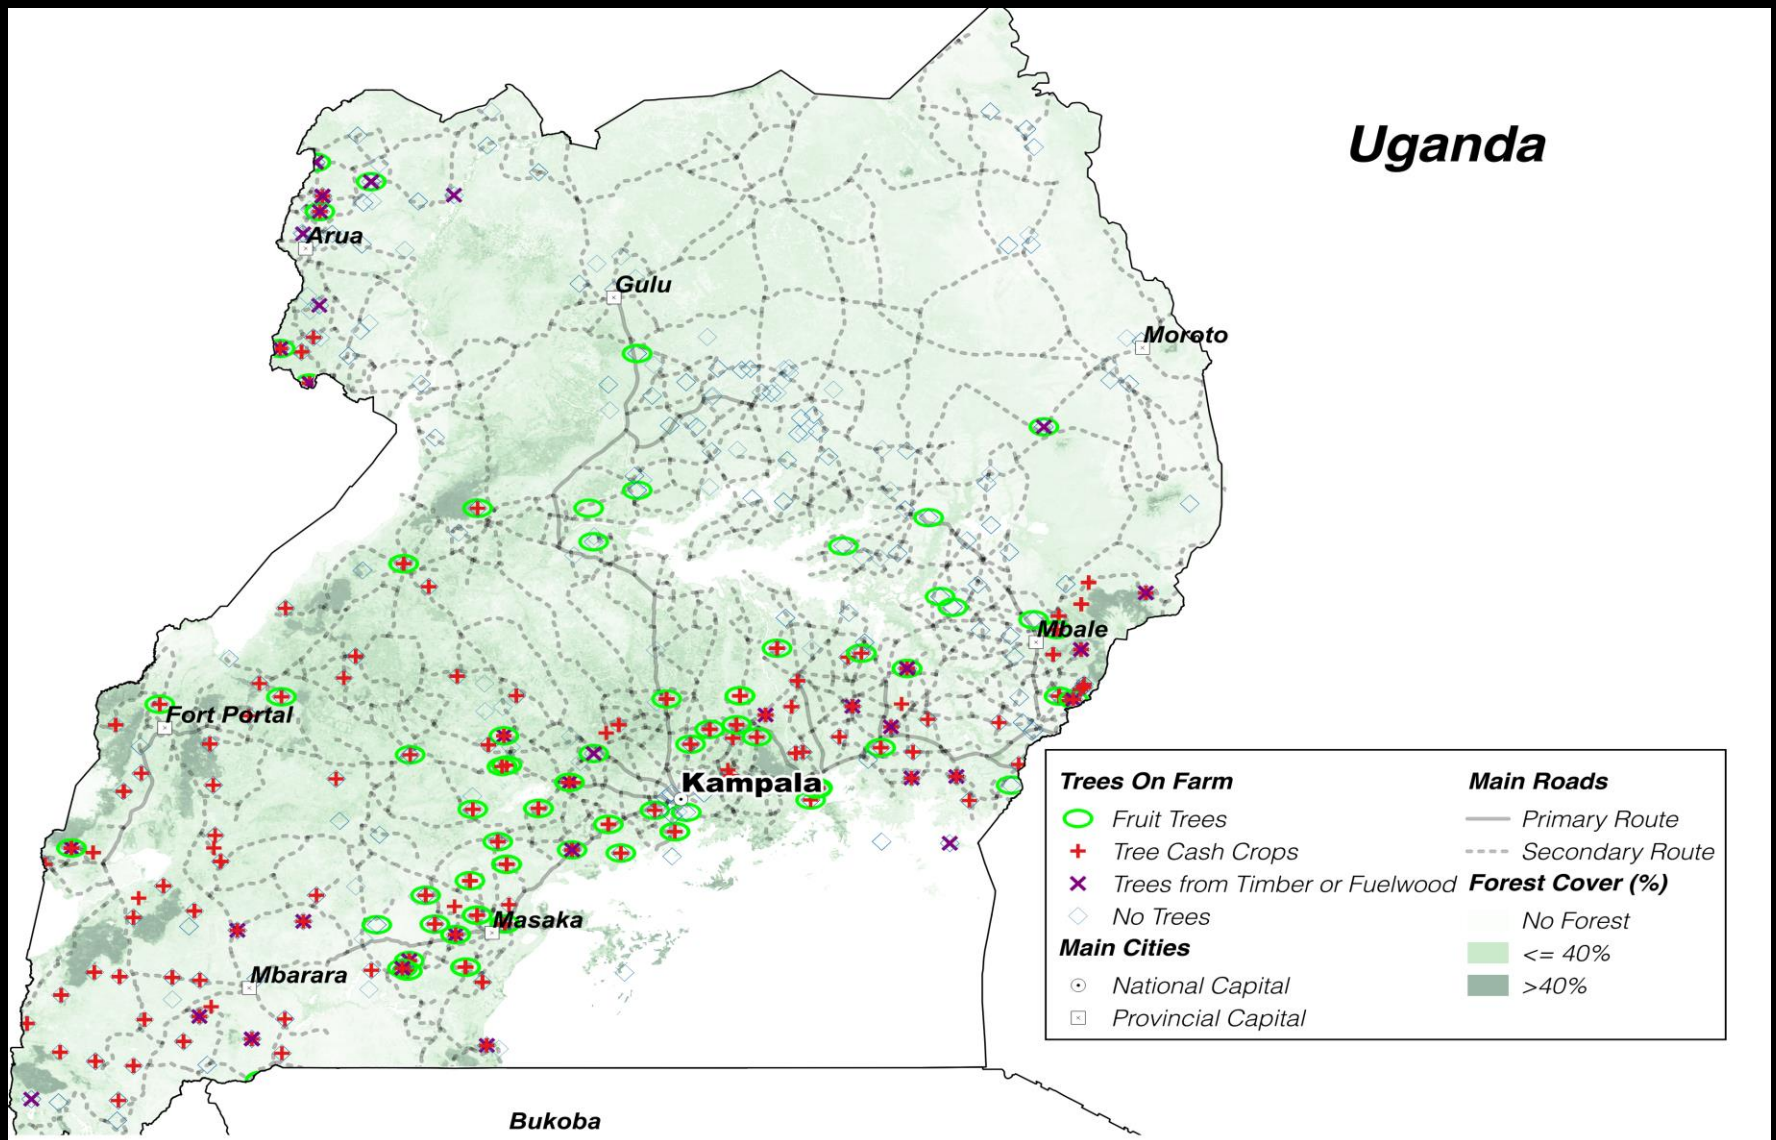 Uganda
Arua
Gulu
Moroto
Mbale
Fort Portal
Kampala
Masaka
Mbarara
Bukoba
Trees On Farm
Fruit Trees
Tree Cash Crops
Trees from Timber or Fuelwood
No Trees
Main Cities
National Capital
Provincial Capital
Main Roads
Primary Route
Secondary Route
Forest Cover (%)
No Forest
<= 40%
>40%